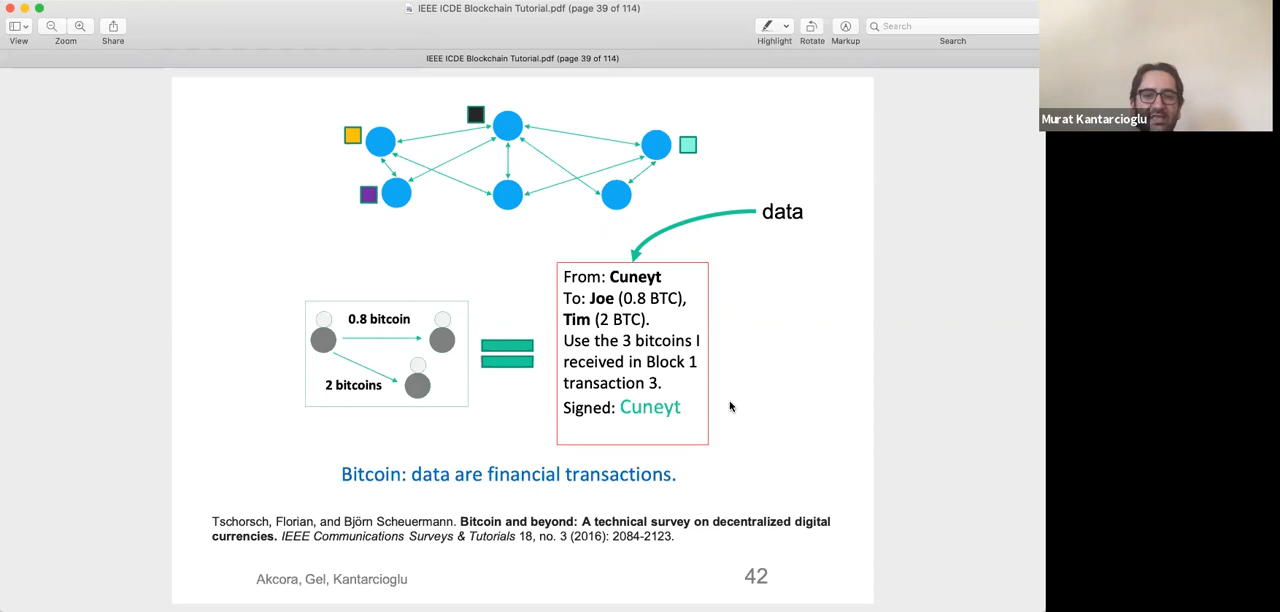 IEEE ICDE Blockchain Tutorial.pdf (page 39 of 114)
View
Zoom
Share
Highlight
Rotate
Markup
Search
Search
IEEE ICDE Blockchain Tutorial.pdf (page 39 of 114)
Murat Kantarcioglu
data
From: Cuneyt
To: Joe (0.8 BTC),
Tim (2 BTC).
Use the 3 bitcoins I
received in Block 1
transaction 3.
Signed: Cuneyt
0.8 bitcoin
2 bitcoins
Bitcoin: data are financial transactions.
Tschorsch, Florian, and Björn Scheuermann. Bitcoin and beyond: A technical survey on decentralized digital
currencies. IEEE Communications Surveys & Tutorials 18, no. 3 (2016): 2084-2123.
Akcora, Gel, Kantarcioglu
42